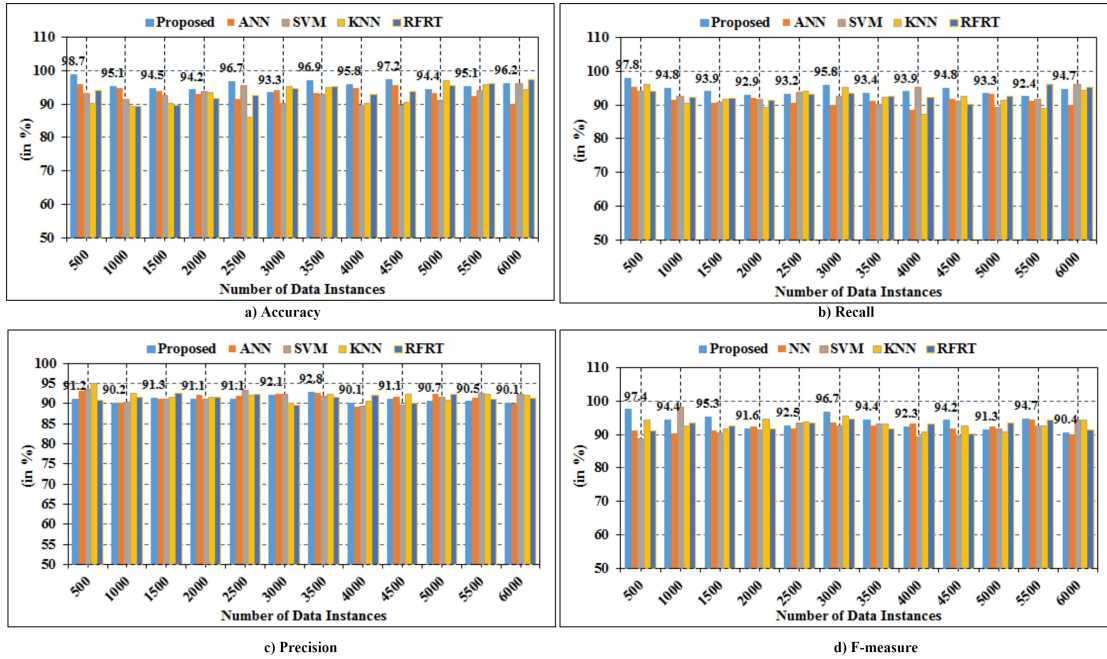 Proposed ANN SVM KNN RFRT
110
100
90
80
70
60
50
(in %)
98.7 95.1 94.5 94.2 96.7 93.3 96.9 95.8 97.2 94.4 95.1 96.2
500 1000 1500 2000 2500 3000 3500 4000 4500 5000 5500 6000
Number of Data Instances
a) Accuracy
Proposed ANN SVM KNN RFRT
110
100
90
80
70
60
50
(in %)
97.8 94.8 93.9 92.9 93.2 95.8 93.4 93.9 94.8 93.3 92.4 94.7
500 1000 1500 2000 2500 3000 3500 4000 4500 5000 5500 6000
Number of Data Instances
b) Recall
Proposed ANN SVM KNN RFRT
100
95
90
85
80
75
70
65
60
55
50
(in %)
91.2 90.2 91.3 91.1 91.1 92.1 92.8 90.1 91.1 90.7 90.5 90.1
500 1000 1500 2000 2500 3000 3500 4000 4500 5000 5500 6000
Number of Data Instances
c) Precision
Proposed NN SVM KNN RFRT
110
100
90
80
70
60
50
(in %)
97.4 94.4 95.3 91.6 92.5 96.7 94.4 92.3 94.2 91.3 94.7 90.4
500 1000 1500 2000 2500 3000 3500 4000 4500 5000 5500 6000
Number of Data Instances
d) F-measure